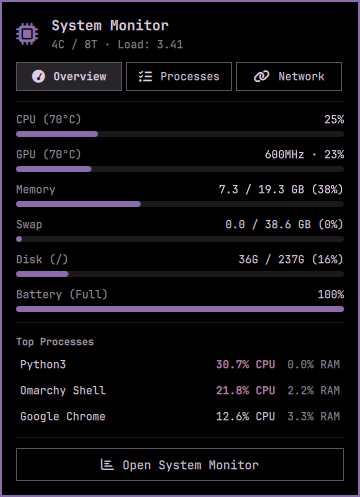 System Monitor
4C / 8T · Load: 3.41
Overview
Processes
Network
CPU (70°C) 25%
GPU (70°C) 600MHz · 23%
Memory 7.3 / 19.3 GB (38%)
Swap 0.0 / 38.6 GB (0%)
Disk (/) 36G / 237G (16%)
Battery (Full) 100%
Top Processes
Python3 30.7% CPU 0.0% RAM
Omarchy Shell 21.8% CPU 2.2% RAM
Google Chrome 12.6% CPU 3.3% RAM
Open System Monitor